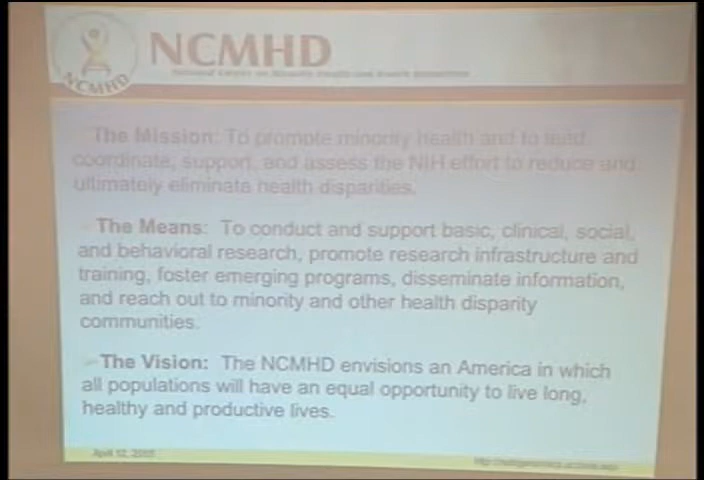 NCMHD
NCMHD
The Mission: To promote minority health and to lead,
coordinate, support, and assess the NIH effort to reduce and
ultimately eliminate health disparities.
The Means: To conduct and support basic, clinical, social,
and behavioral research, promote research infrastructure and
training, foster emerging programs, disseminate information,
and reach out to minority and other health disparity
communities.
The Vision: The NCMHD envisions an America in which
all populations will have an equal opportunity to live long,
healthy and productive lives.
April 12,